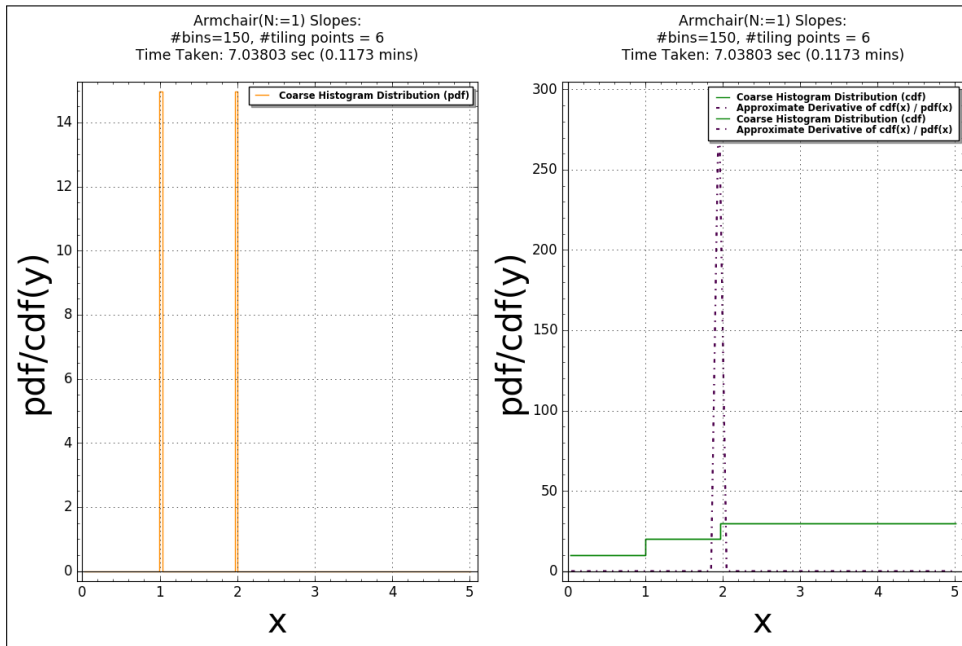 Armchair(N:=1) Slopes:
#bins=150, #tiling points = 6
Time Taken: 7.03803 sec (0.1173 mins)
Coarse Histogram Distribution (pdf)
14
12
10
8
6
4
2
0
pdf/cdf(y)
0 1 2 3 4 5
x
Armchair(N:=1) Slopes:
#bins=150, #tiling points = 6
Time Taken: 7.03803 sec (0.1173 mins)
Coarse Histogram Distribution (cdf)
Approximate Derivative of cdf(x) / pdf(x)
Coarse Histogram Distribution (cdf)
Approximate Derivative of cdf(x) / pdf(x)
300
250
200
150
100
50
0
pdf/cdf(y)
0 1 2 3 4 5
x